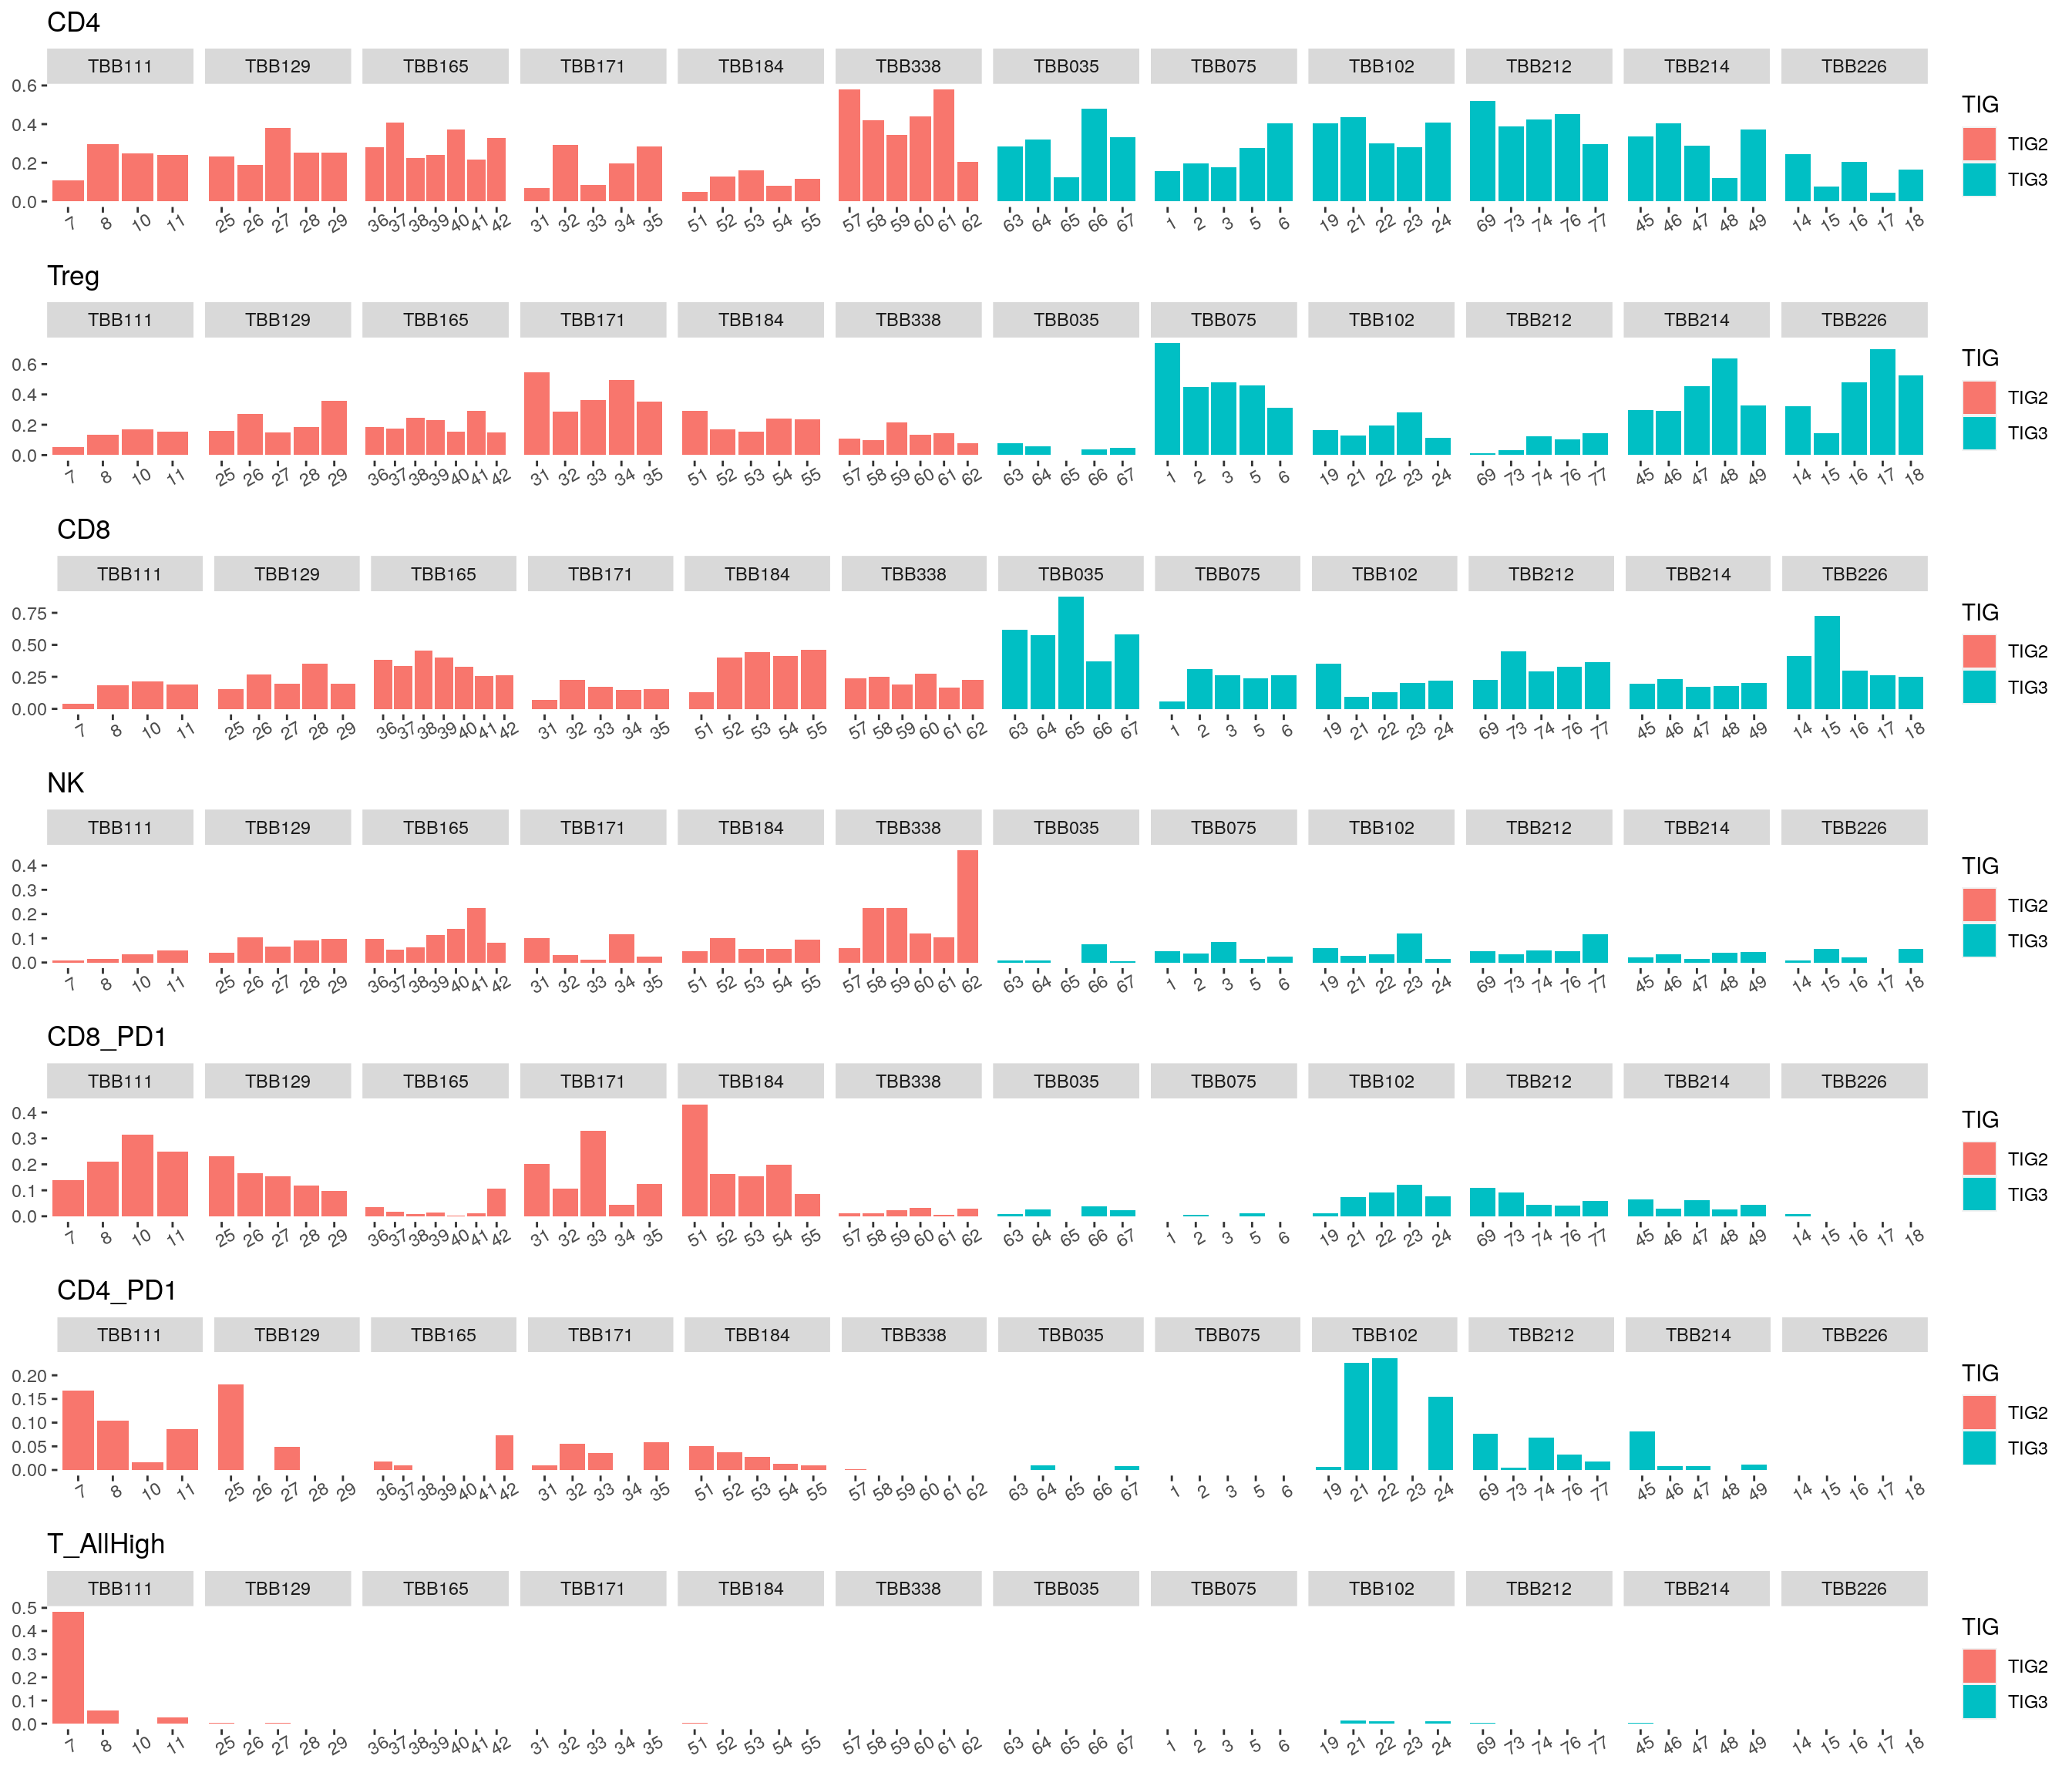 CD4
TBB111 TBB129 TBB165 TBB171 TBB184 TBB338 TBB035 TBB075 TBB102 TBB212 TBB214 TBB226
0.6
0.4
0.2
0.0
7 8 10 11 25 26 27 28 29 36 37 38 39 40 41 42 31 32 33 34 35 51 52 53 54 55 57 58 59 60 61 62 63 64 65 66 67 1 2 3 5 6 19 21 22 23 24 69 73 74 76 77 45 46 47 48 49 14 15 16 17 18
TIG
TIG2
TIG3
Treg
TBB111 TBB129 TBB165 TBB171 TBB184 TBB338 TBB035 TBB075 TBB102 TBB212 TBB214 TBB226
0.6
0.4
0.2
0.0
7 8 10 11 25 26 27 28 29 36 37 38 39 40 41 42 31 32 33 34 35 51 52 53 54 55 57 58 59 60 61 62 63 64 65 66 67 1 2 3 5 6 19 21 22 23 24 69 73 74 76 77 45 46 47 48 49 14 15 16 17 18
TIG
TIG2
TIG3
CD8
TBB111 TBB129 TBB165 TBB171 TBB184 TBB338 TBB035 TBB075 TBB102 TBB212 TBB214 TBB226
0.75
0.50
0.25
0.00
7 8 10 11 25 26 27 28 29 36 37 38 39 40 41 42 31 32 33 34 35 51 52 53 54 55 57 58 59 60 61 62 63 64 65 66 67 1 2 3 5 6 19 21 22 23 24 69 73 74 76 77 45 46 47 48 49 14 15 16 17 18
TIG
TIG2
TIG3
NK
TBB111 TBB129 TBB165 TBB171 TBB184 TBB338 TBB035 TBB075 TBB102 TBB212 TBB214 TBB226
0.4
0.3
0.2
0.1
0.0
7 8 10 11 25 26 27 28 29 36 37 38 39 40 41 42 31 32 33 34 35 51 52 53 54 55 57 58 59 60 61 62 63 64 65 66 67 1 2 3 5 6 19 21 22 23 24 69 73 74 76 77 45 46 47 48 49 14 15 16 17 18
TIG
TIG2
TIG3
CD8_PD1
TBB111 TBB129 TBB165 TBB171 TBB184 TBB338 TBB035 TBB075 TBB102 TBB212 TBB214 TBB226
0.4
0.3
0.2
0.1
0.0
7 8 10 11 25 26 27 28 29 36 37 38 39 40 41 42 31 32 33 34 35 51 52 53 54 55 57 58 59 60 61 62 63 64 65 66 67 1 2 3 5 6 19 21 22 23 24 69 73 74 76 77 45 46 47 48 49 14 15 16 17 18
TIG
TIG2
TIG3
CD4_PD1
TBB111 TBB129 TBB165 TBB171 TBB184 TBB338 TBB035 TBB075 TBB102 TBB212 TBB214 TBB226
0.20
0.15
0.10
0.05
0.00
7 8 10 11 25 26 27 28 29 36 37 38 39 40 41 42 31 32 33 34 35 51 52 53 54 55 57 58 59 60 61 62 63 64 65 66 67 1 2 3 5 6 19 21 22 23 24 69 73 74 76 77 45 46 47 48 49 14 15 16 17 18
TIG
TIG2
TIG3
T_AllHigh
TBB111 TBB129 TBB165 TBB171 TBB184 TBB338 TBB035 TBB075 TBB102 TBB212 TBB214 TBB226
0.5
0.4
0.3
0.2
0.1
0.0
7 8 10 11 25 26 27 28 29 36 37 38 39 40 41 42 31 32 33 34 35 51 52 53 54 55 57 58 59 60 61 62 63 64 65 66 67 1 2 3 5 6 19 21 22 23 24 69 73 74 76 77 45 46 47 48 49 14 15 16 17 18
TIG
TIG2
TIG3